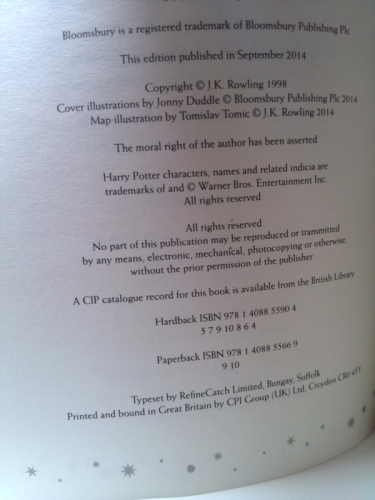 Bloomsbury is a registered trademark of Bloomsbury Publishing Plc
This edition published in September 2014
Copyright © J.K. Rowling 1998
Cover illustrations by Jonny Duddle © Bloomsbury Publishing Plc 2014
Map illustration by Tomislav Tomic © J.K. Rowling 2014
The moral right of the author has been asserted
Harry Potter characters, names and related indicia are
trademarks of and © Warner Bros. Entertainment Inc.
All rights reserved
All rights reserved
No part of this publication may be reproduced or transmitted
by any means, electronic, mechanical, photocopying or otherwise,
without the prior permission of the publisher
A CIP catalogue record for this book is available from the British Library
Hardback ISBN 978 1 4088 5590 4
5 7 9 10 8 6 4
Paperback ISBN 978 1 4088 5566 9
9 10
Typeset by RefineCatch Limited, Bungay, Suffolk
Printed and bound in Great Britain by CPI Group (UK) Ltd, Croydon CR0 4YY